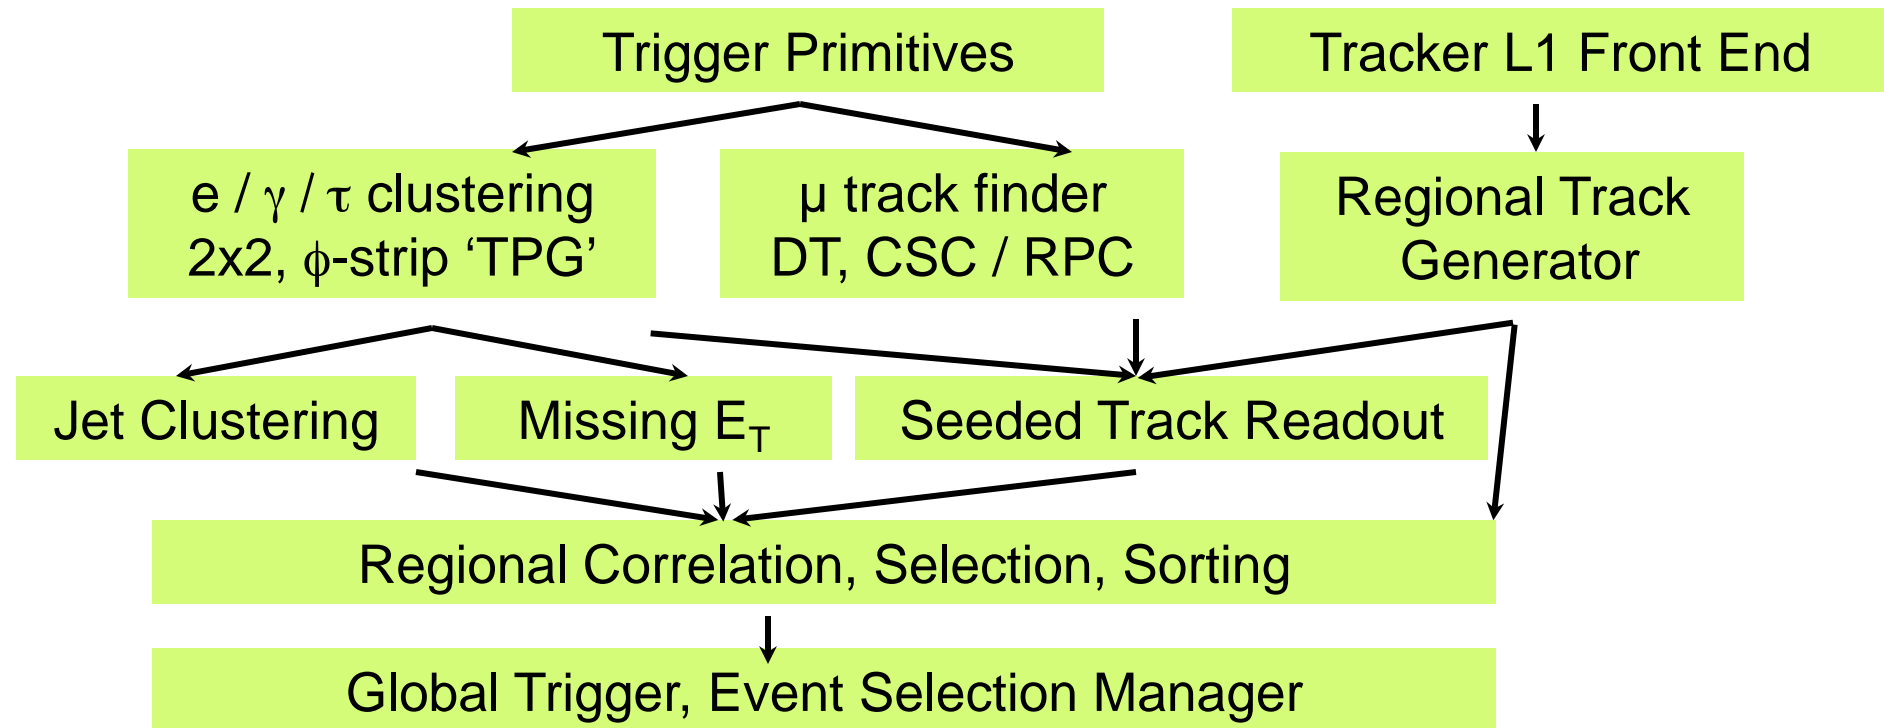 Trigger Primitives
Tracker L1 Front End
e / γ / τ clustering
2x2, ϕ-strip ‘TPG’
µ track finder
DT, CSC / RPC
Regional Track
Generator
Jet Clustering
Missing E_T
Seeded Track Readout
Regional Correlation, Selection, Sorting
Global Trigger, Event Selection Manager